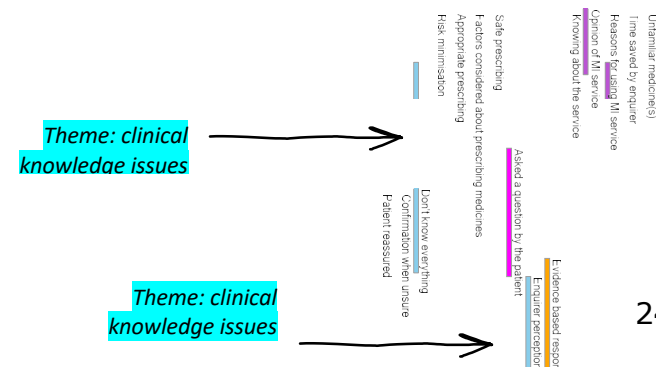 Unfamiliar medicine(s)
Time saved by enquirer
Reasons for using MI service
Opinion of MI service
Knowing about the service
Safe prescribing
Factors considered about prescribing medicines
Appropriate prescribing
Risk minimisation
Theme: clinical
knowledge issues
Asked a question by the patient
Don't know everything
Confirmation when unsure
Patient reassured
Evidence based respon
Enquirer perception
Theme: clinical
knowledge issues
24